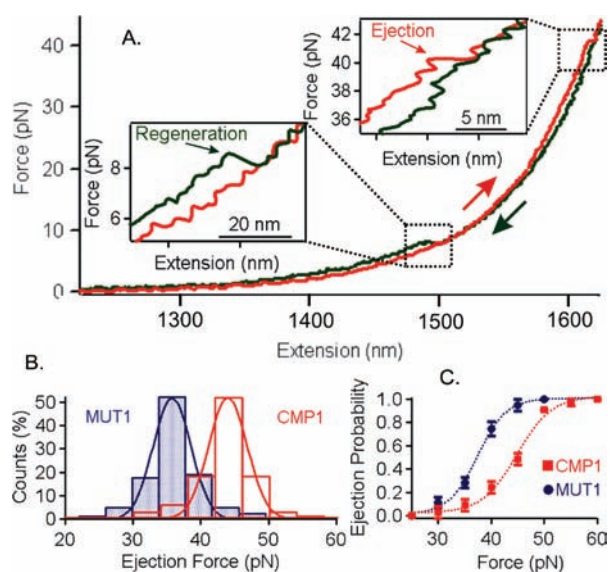 A.
Force (pN)
40
30
20
10
0
1300
1400
1500
1600
Extension (nm)
Regeneration
Force (pN)
8
6
20 nm
Extension (nm)
Ejection
Force (pN)
42
40
38
36
5 nm
Extension (nm)
B.
MUT1
CMP1
Counts (%)
50
40
30
20
10
0
20
30
40
50
60
Ejection Force (pN)
C.
Ejection Probability
1.0
0.8
0.6
0.4
0.2
0.0
CMP1
MUT1
30
40
50
60
Force (pN)